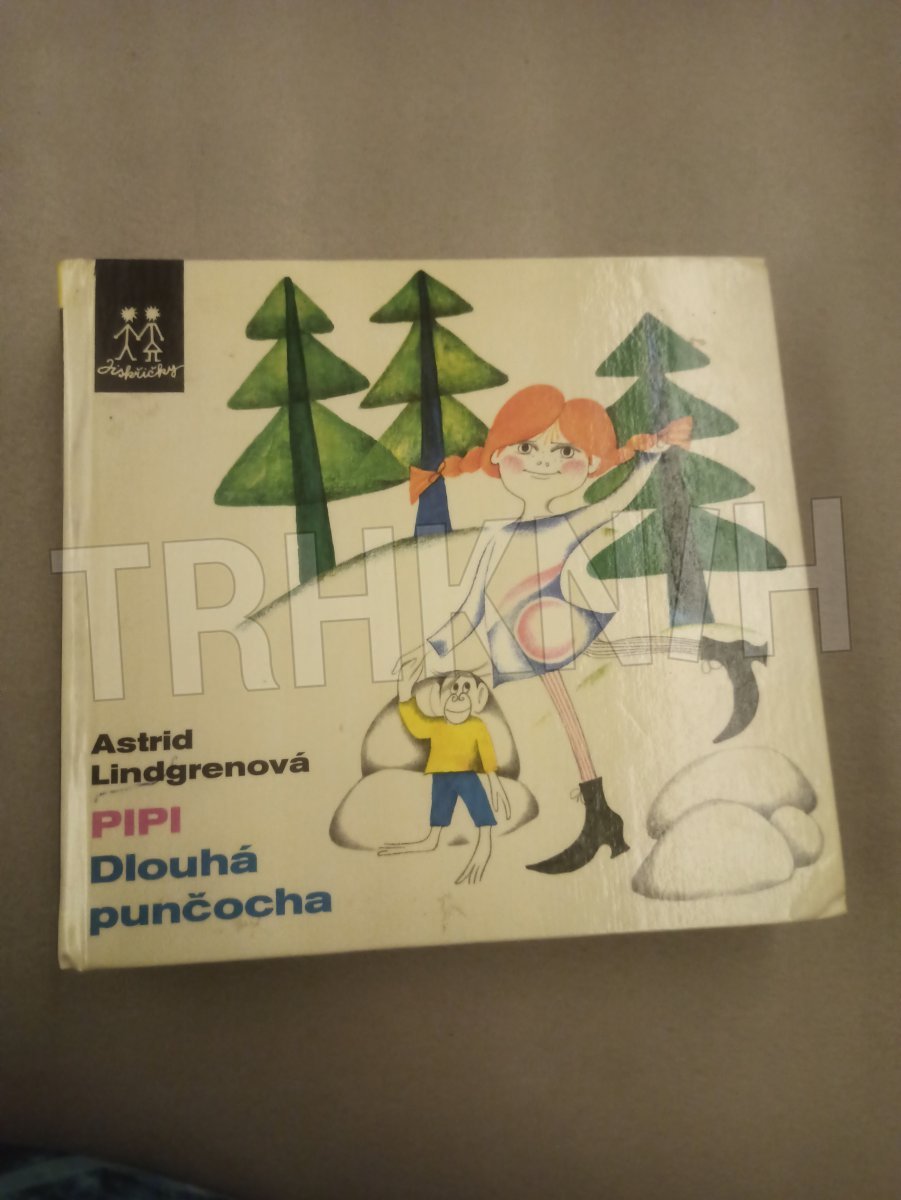 Jiskřičky
TRHKNIH
Astrid
Lindgrenová
PIPI
Dlouhá
punčocha